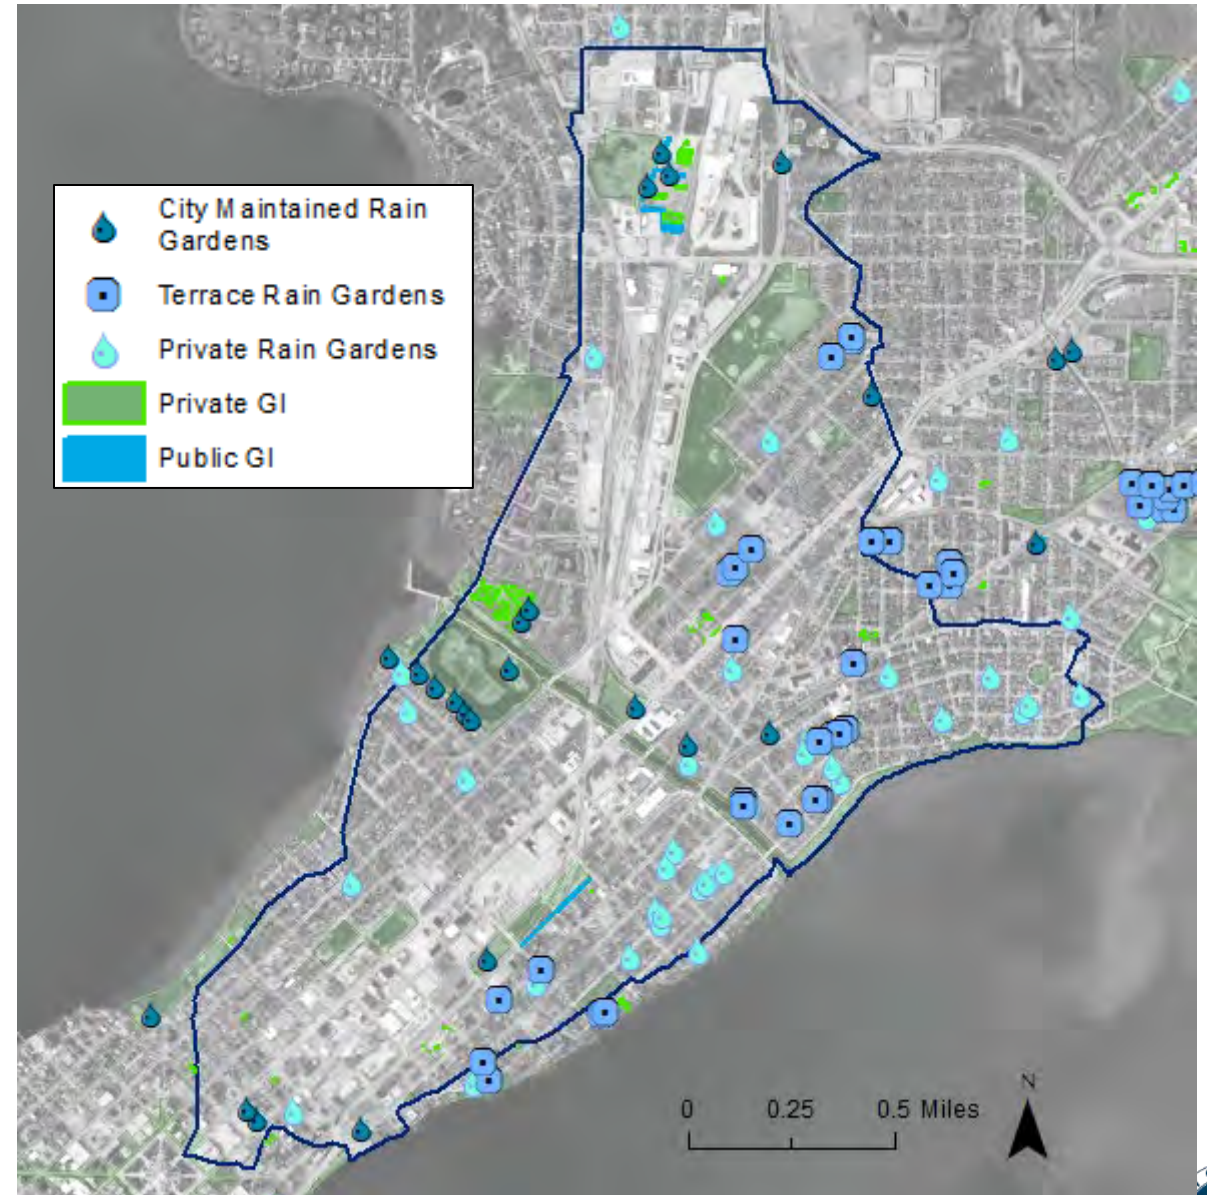 City Maintained Rain
Gardens
Terrace Rain Gardens
Private Rain Gardens
Private GI
Public GI
N
0 0.25 0.5 Miles